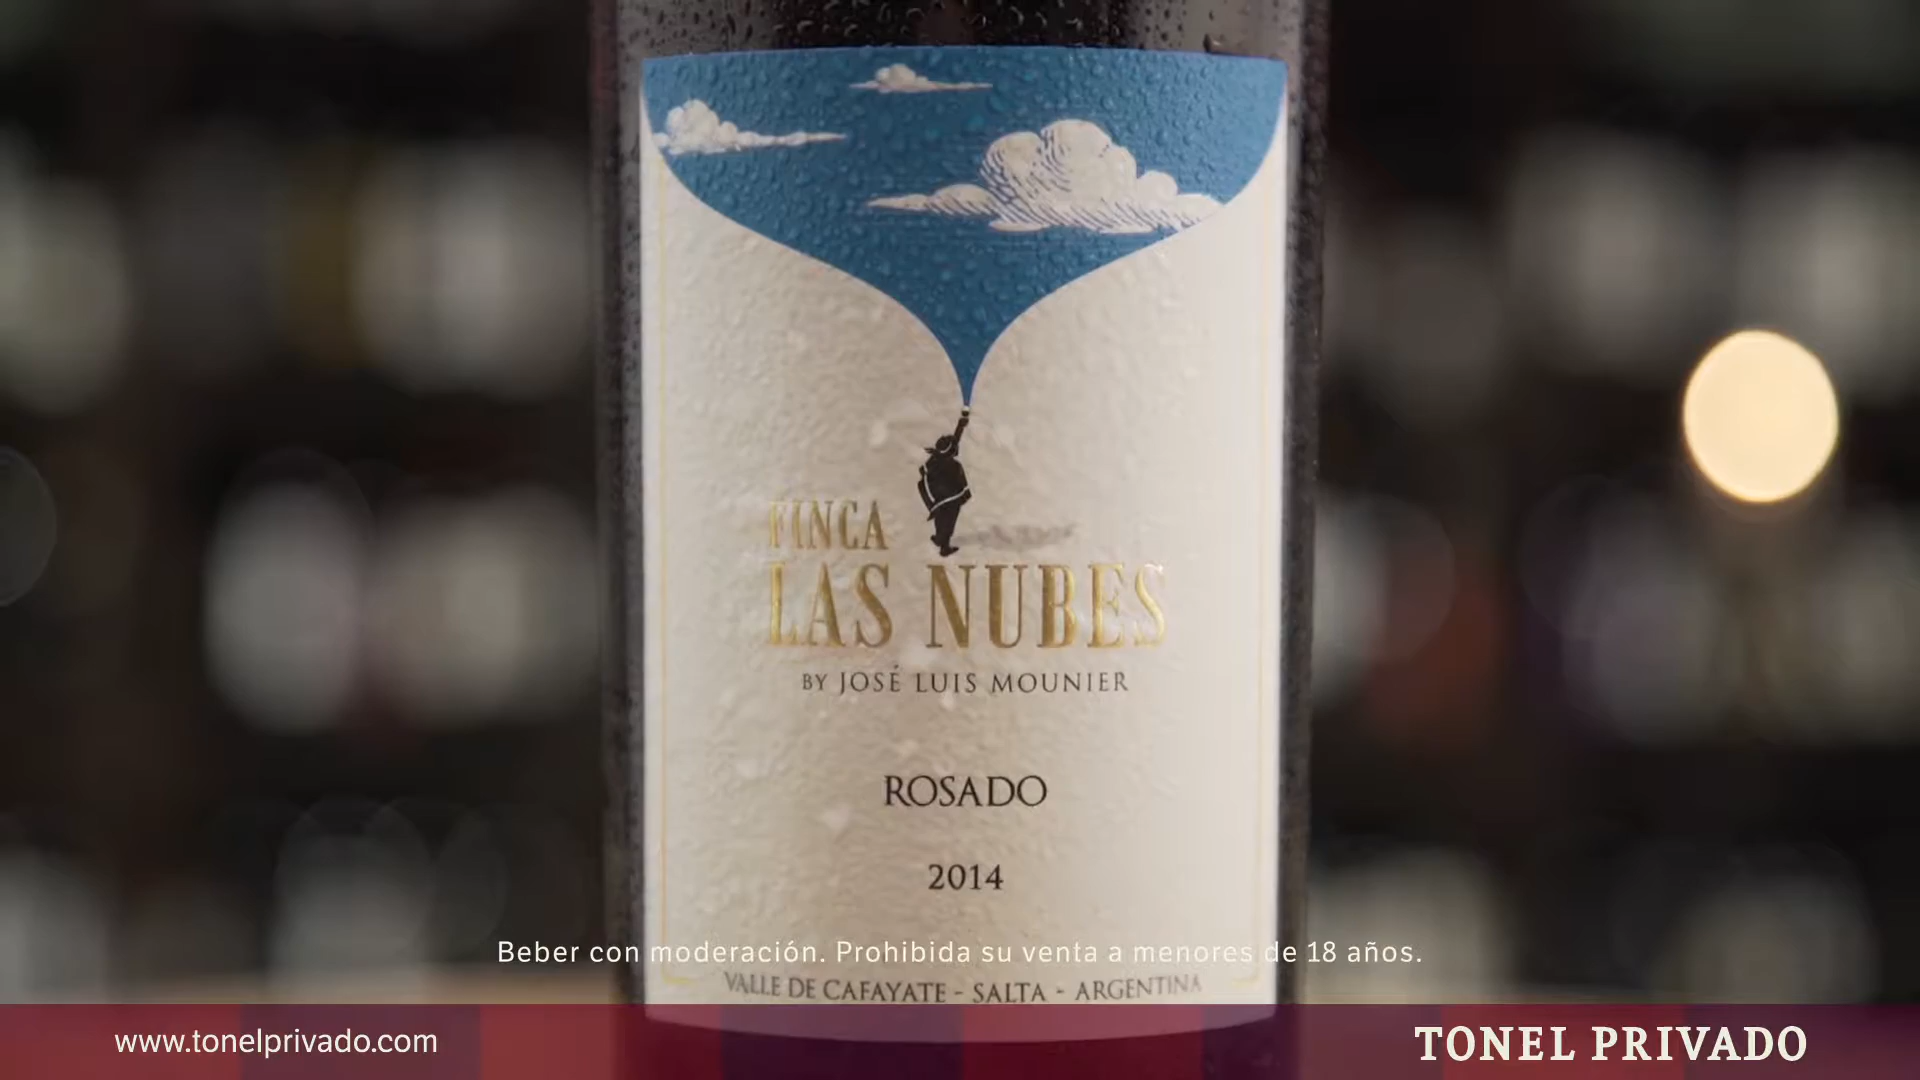 FINCA
LAS NUBES
BY JOSÉ LUIS MOUNIER
ROSADO
2014
Beber con moderación. Prohibida su venta a menores de 18 años.
VALLE DE CAFAYATE - SALTA - ARGENTINA
www.tonelprivado.com
TONEL PRIVADO